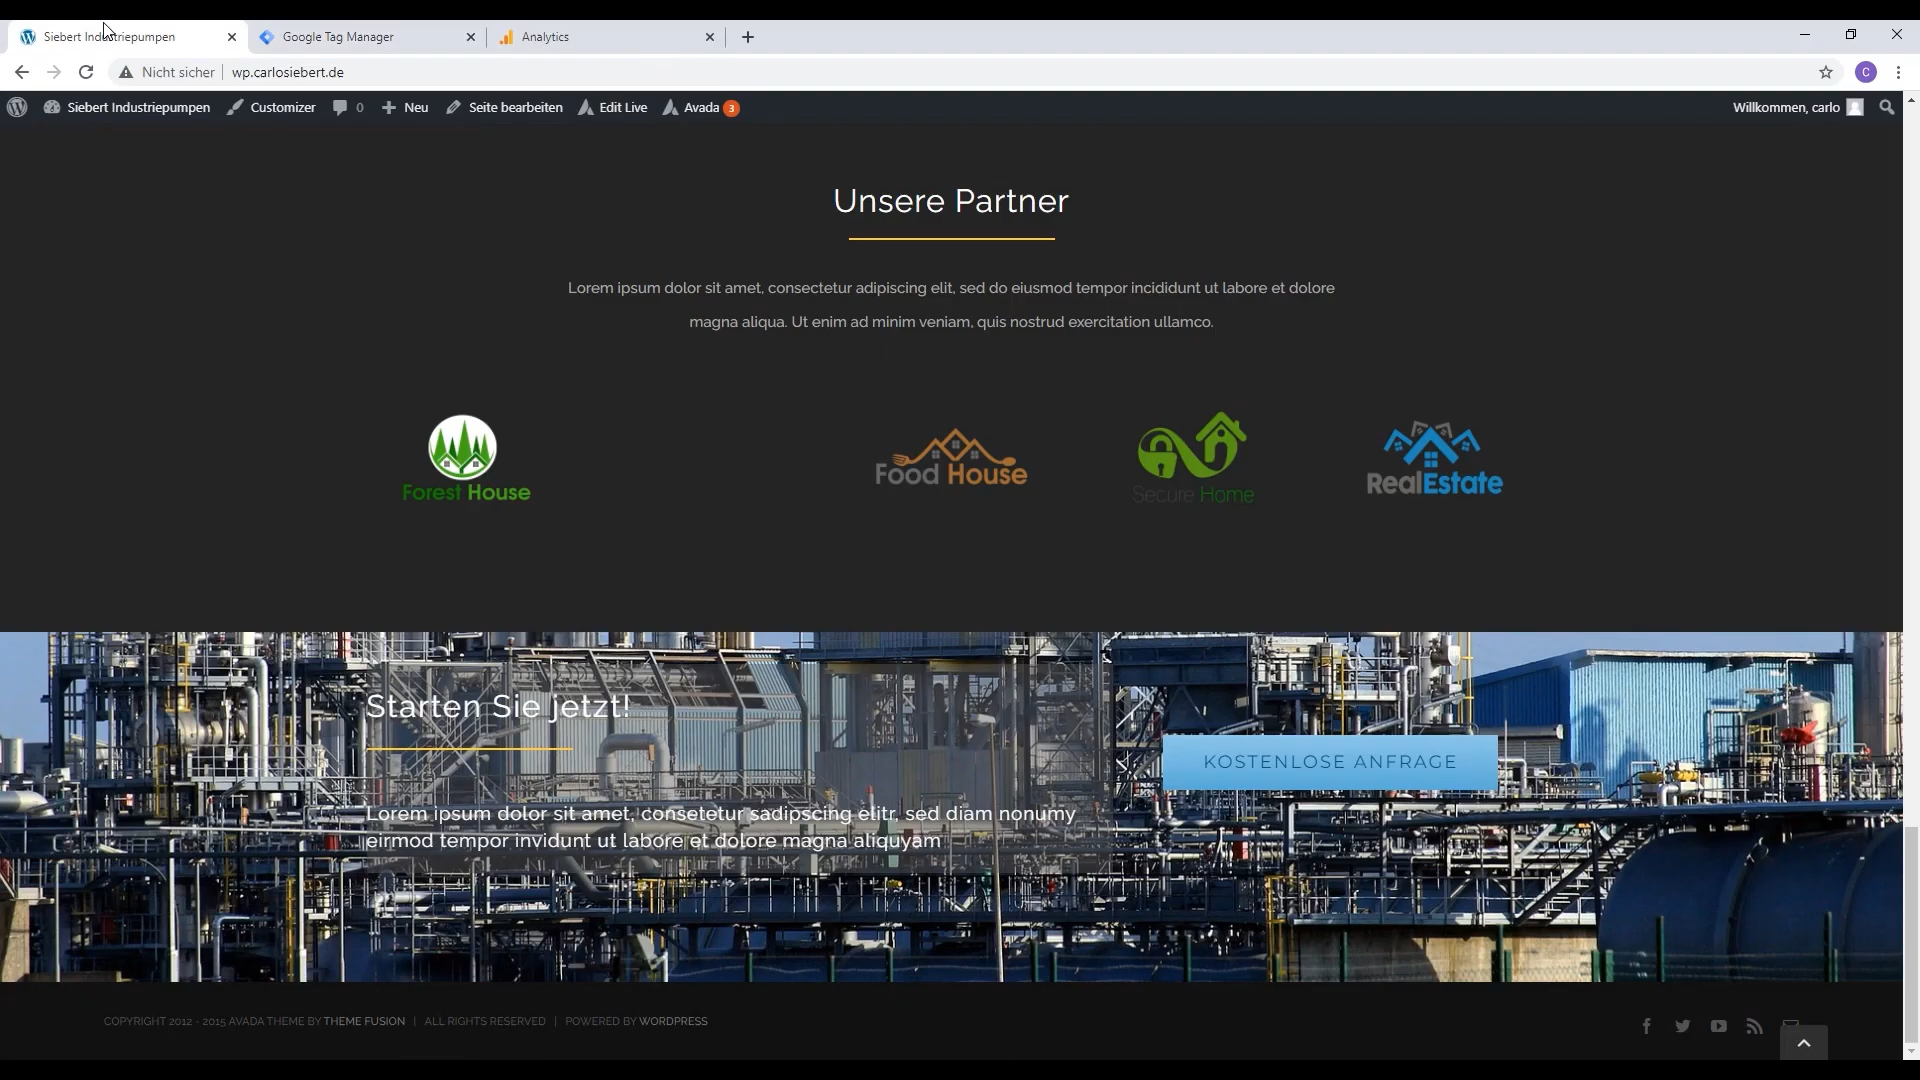 Siebert Industriepumpen
Google Tag Manager
Analytics
Nicht sicher
wp.carlosiebert.de
C
Siebert Industriepumpen
Customizer
0
Neu
Seite bearbeiten
Edit Live
Avada 3
Willkommen, carlo
Unsere Partner
Lorem ipsum dolor sit amet, consectetur adipiscing elit, sed do eiusmod tempor incididunt ut labore et dolore
magna aliqua. Ut enim ad minim veniam, quis nostrud exercitation ullamco.
Forest House
Food House
Secure Home
RealEstate
Starten Sie jetzt!
KOSTENLOSE ANFRAGE
Lorem ipsum dolor sit amet, consetetur sadipscing elitr, sed diam nonumy
eirmod tempor invidunt ut labore et dolore magna aliquyam
COPYRIGHT 2012 - 2015 AVADA THEME BY THEME FUSION | ALL RIGHTS RESERVED | POWERED BY WORDPRESS